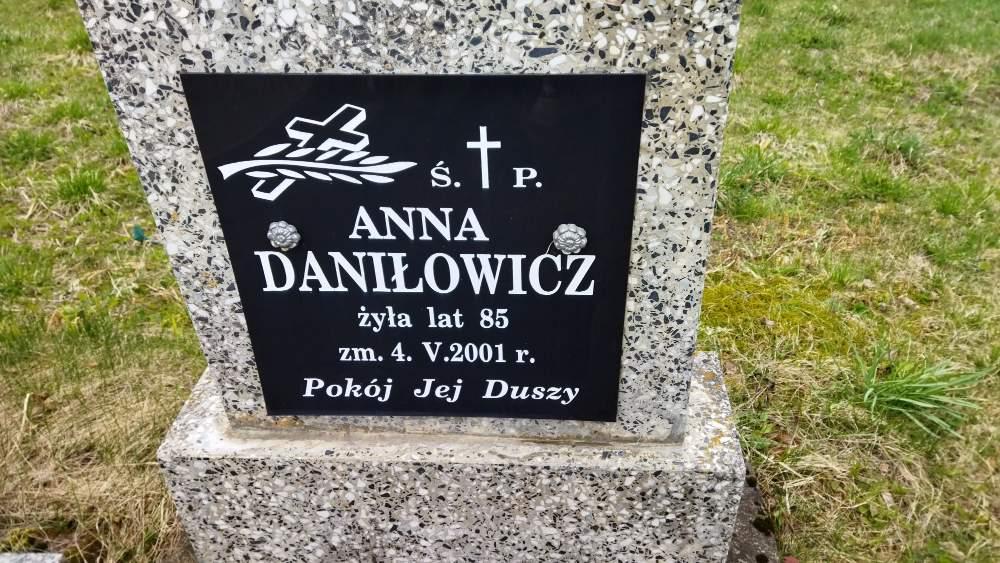 Ś. P.
ANNA
DANIŁOWICZ
żyła lat 85
zm. 4. V.2001 r.
Pokój Jej Duszy